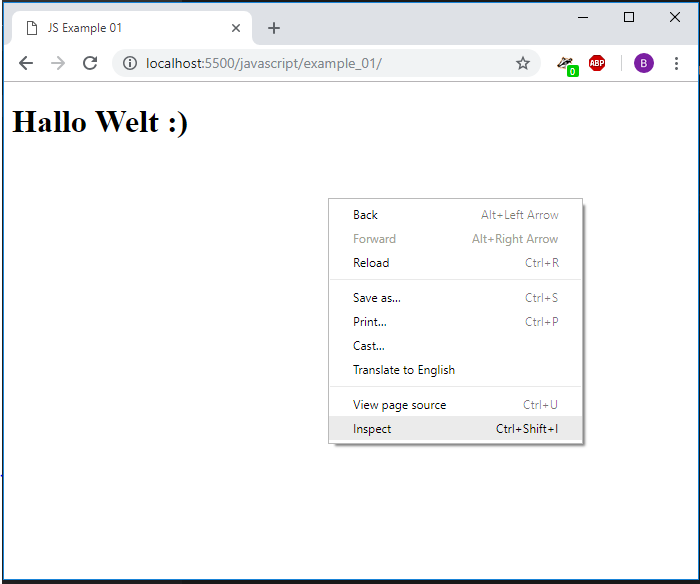 JS Example 01
localhost:5500/javascript/example_01/
0
ABP
B
Hallo Welt :)
Back Alt+Left Arrow
Forward Alt+Right Arrow
Reload Ctrl+R
Save as... Ctrl+S
Print... Ctrl+P
Cast...
Translate to English
View page source Ctrl+U
Inspect Ctrl+Shift+I